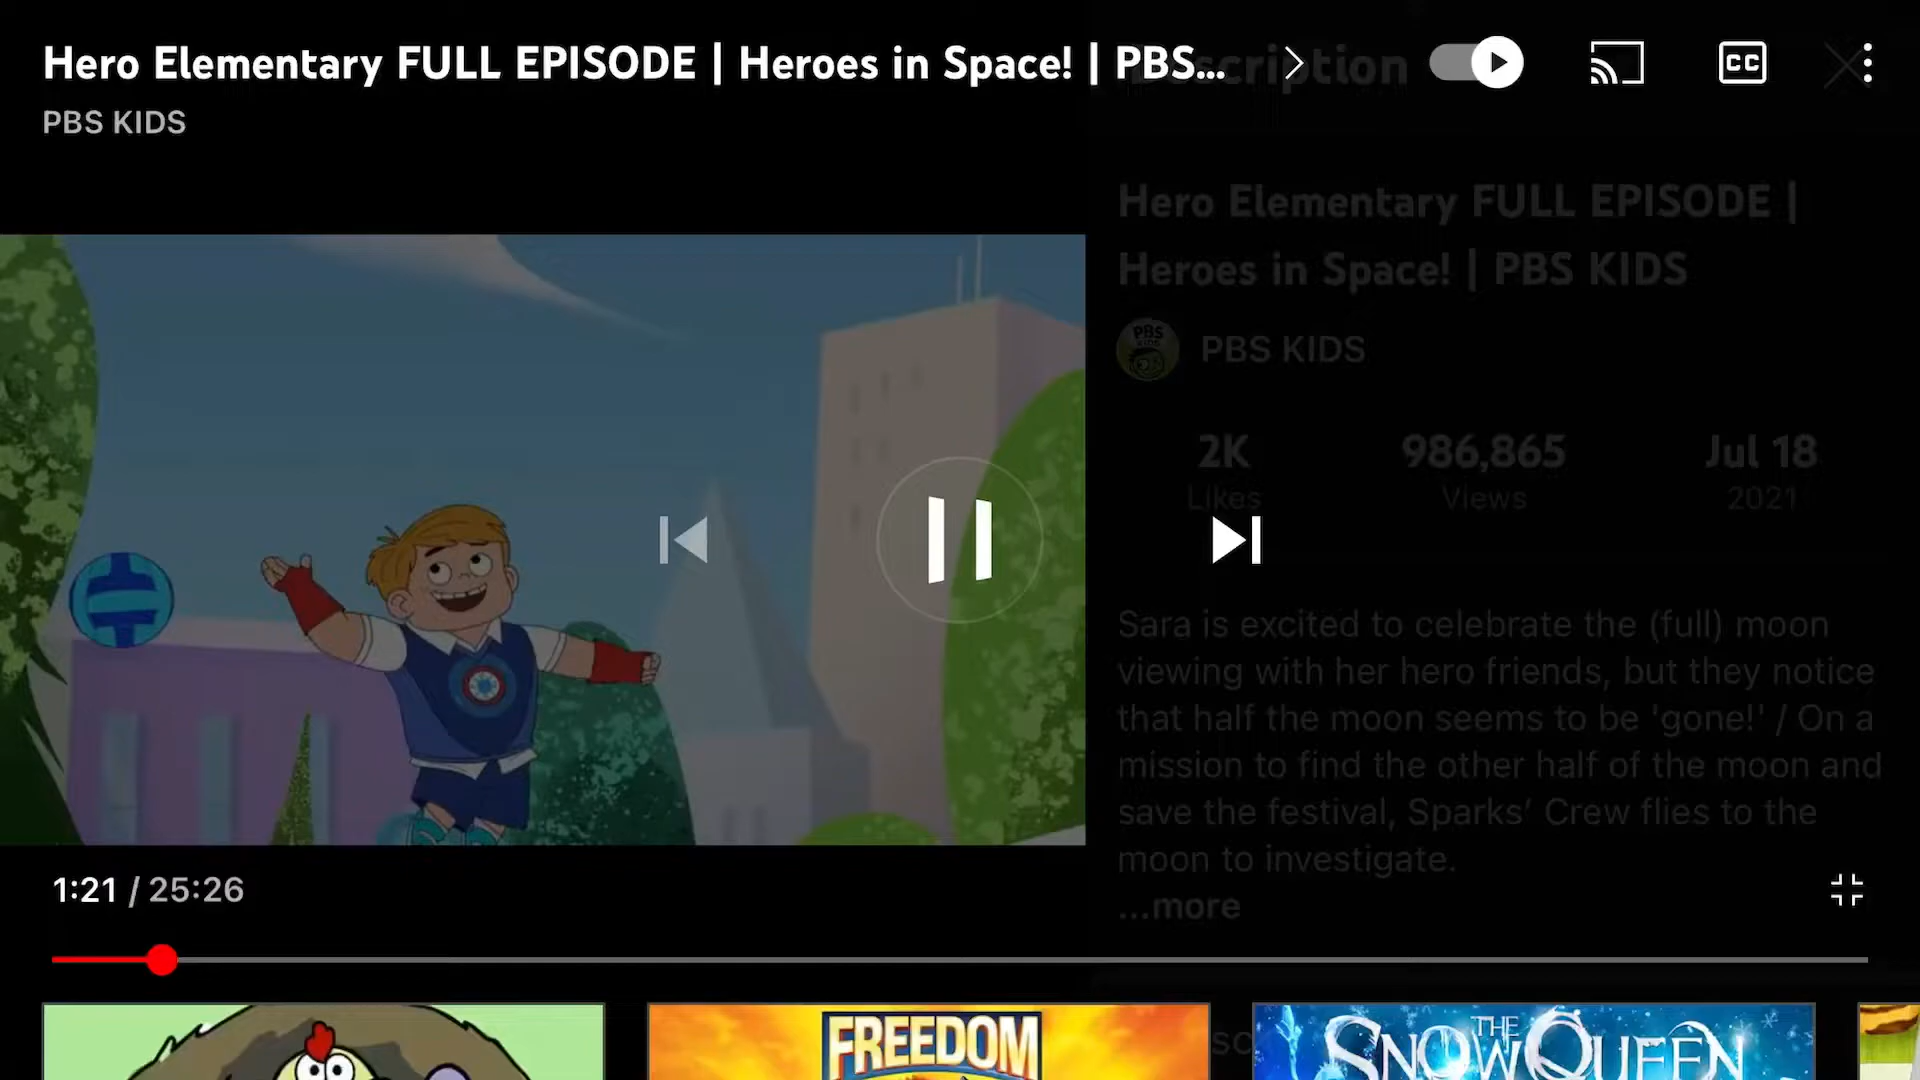 Hero Elementary FULL EPISODE | Heroes in Space! | PBS...
PBS KIDS
Description
CC
Hero Elementary FULL EPISODE |
Heroes in Space! | PBS KIDS
PBS KIDS
PBS KIDS
2K
Likes
986,865
Views
Jul 18
2021
Sara is excited to celebrate the (full) moon
viewing with her hero friends, but they notice
that half the moon seems to be 'gone!' / On a
mission to find the other half of the moon and
save the festival, Sparks’ Crew flies to the
moon to investigate.
...more
1:21 / 25:26
FREEDOM
THE
SNOW QUEEN